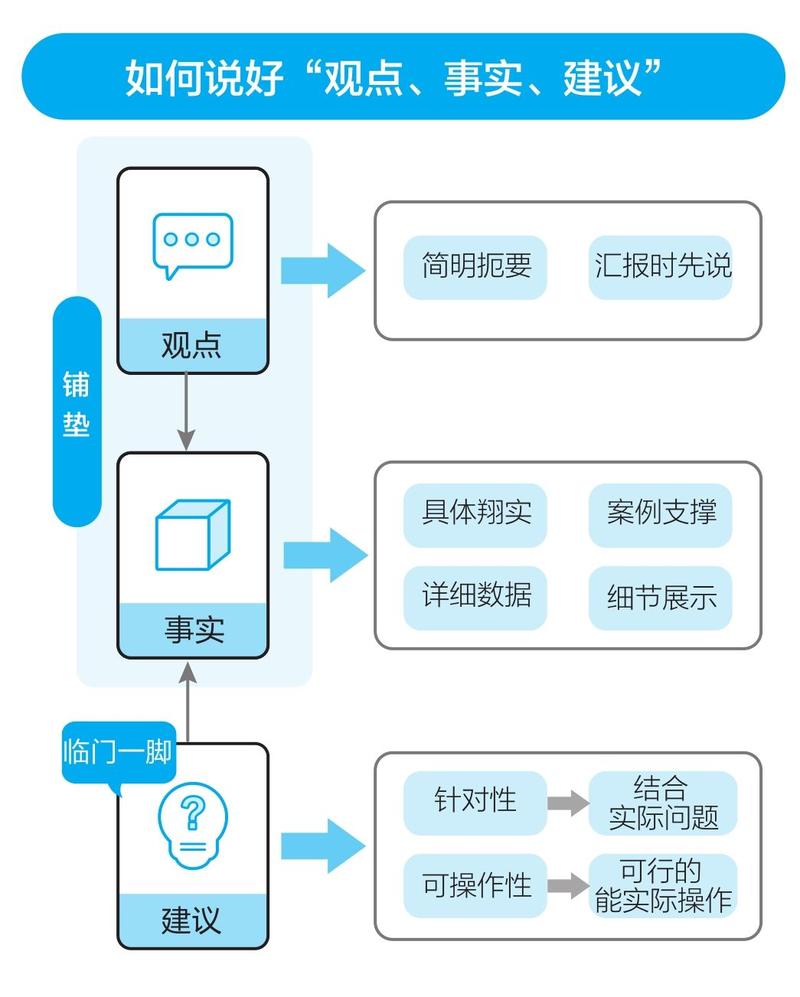 如何说好“观点、事实、建议”
铺垫
观点
简明扼要
汇报时先说
事实
具体翔实
案例支撑
详细数据
细节展示
临门一脚
建议
针对性
结合
实际问题
可操作性
可行的
能实际操作